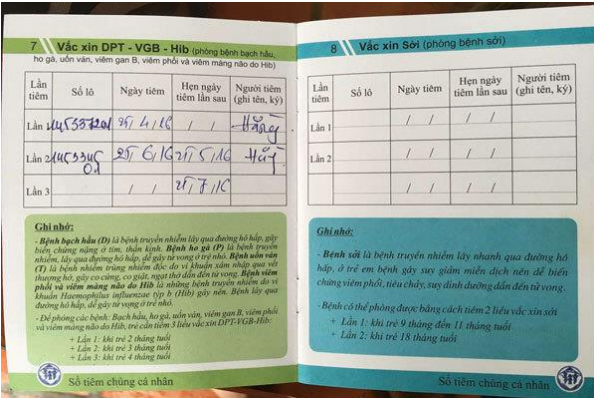 7 Vắc xin DPT - VGB - Hib (phòng bệnh bạch hầu,
ho gà, uốn ván, viêm gan B, viêm phổi và viêm màng não do Hib)
Lần tiêm Số lô Ngày tiêm Hẹn ngày tiêm lần sau Người tiêm (ghi tên, ký)
Lần 1 25/4/16 / / Hằng
Lần 2 25/6/16 25/5/16
Lần 3 / / 25/7/16
Ghi nhớ:
- Bệnh bạch hầu (D) là bệnh truyền nhiễm lây qua đường hô hấp, gây
biến chứng nặng ở tim, thần kinh. Bệnh ho gà (P) là bệnh truyền
nhiễm, lây qua đường hô hấp, dễ gây tử vong ở trẻ nhỏ. Bệnh uốn ván
(T) là bệnh nhiễm trùng nhiễm độc do vi khuẩn xâm nhập qua vết
thương hở, gây co cứng, co giật, ngạt thở dẫn đến tử vong. Bệnh viêm
phổi và viêm màng não do Hib là những bệnh truyền nhiễm do vi
khuẩn Haemophilus influenzae týp b (Hib) gây nên. Bệnh lây qua
đường hô hấp, dễ gây tử vong ở trẻ nhỏ.
- Để phòng các bệnh: Bạch hầu, ho gà, uốn ván, viêm gan B, viêm phổi
và viêm màng não do Hib, trẻ cần tiêm 3 liều vắc xin DPT-VGB-Hib:
+ Lần 1: khi trẻ 2 tháng tuổi
+ Lần 2: khi trẻ 3 tháng tuổi
+ Lần 3: khi trẻ 4 tháng tuổi
Sổ tiêm chủng cá nhân
8 Vắc xin Sởi (phòng bệnh sởi)
Lần tiêm Số lô Ngày tiêm Hẹn ngày tiêm lần sau Người tiêm (ghi tên, ký)
Lần 1 / / / /
Lần 2 / / / /
/ / / /
Ghi nhớ:
- Bệnh sởi là bệnh truyền nhiễm lây nhanh qua đường hô
hấp, ở trẻ em bệnh gây suy giảm miễn dịch nên dễ biến
chứng viêm phổi, tiêu chảy, suy dinh dưỡng dẫn đến tử vong.
- Bệnh có thể phòng được bằng cách tiêm 2 liều vắc xin sởi
+ Lần 1: khi trẻ 9 tháng đến 11 tháng tuổi
+ Lần 2: khi trẻ 18 tháng tuổi
Sổ tiêm chủng cá nhân